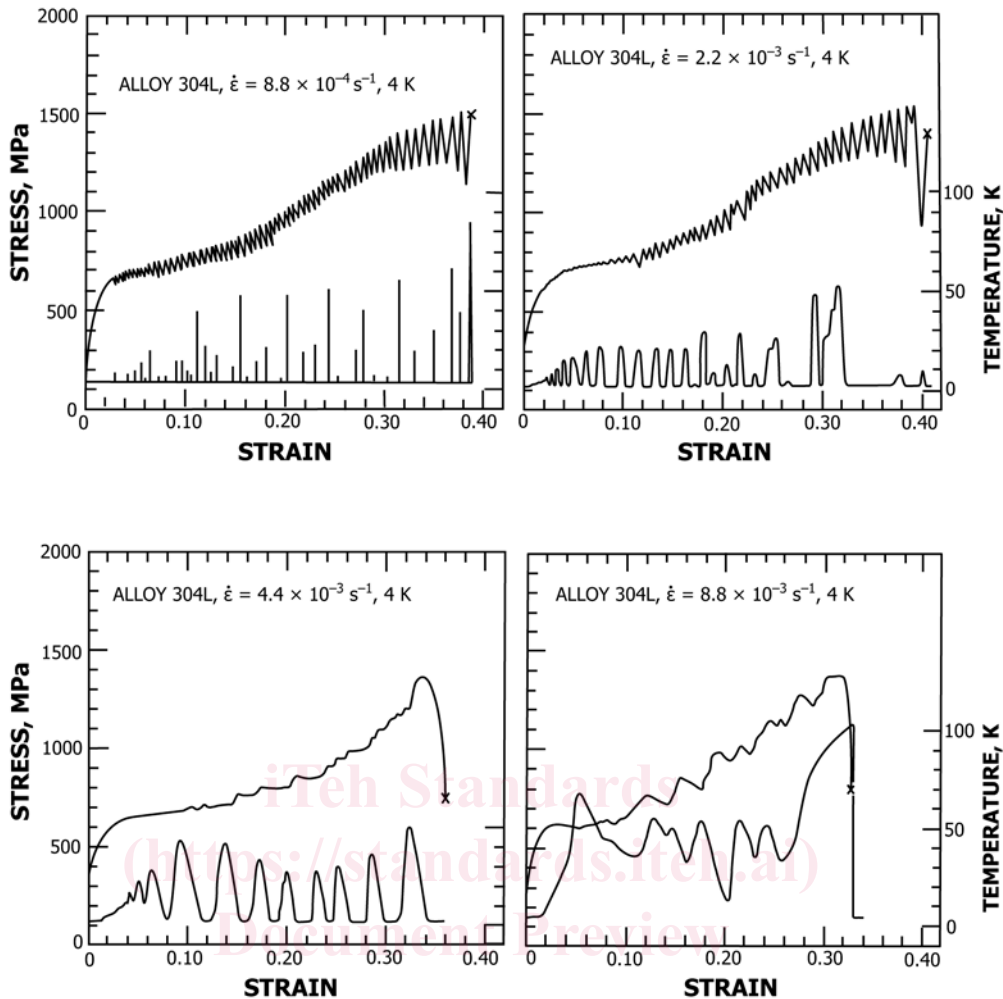 2000
1500
1000
500
0
STRESS, MPa
ALLOY 304L, ε̇ = 8.8 × 10⁻⁴ s⁻¹, 4 K
0 0.10 0.20 0.30 0.40
STRAIN
ALLOY 304L, ε̇ = 2.2 × 10⁻³ s⁻¹, 4 K
100
50
0
TEMPERATURE, K
0 0.10 0.20 0.30 0.40
STRAIN
2000
1500
1000
500
0
STRESS, MPa
ALLOY 304L, ε̇ = 4.4 × 10⁻³ s⁻¹, 4 K
0 0.10 0.20 0.30 0.40
STRAIN
ALLOY 304L, ε̇ = 8.8 × 10⁻³ s⁻¹, 4 K
100
50
0
TEMPERATURE, K
0 0.10 0.20 0.30 0.40
STRAIN
iTeh Standards
(https://standards.iteh.ai)
Document Preview